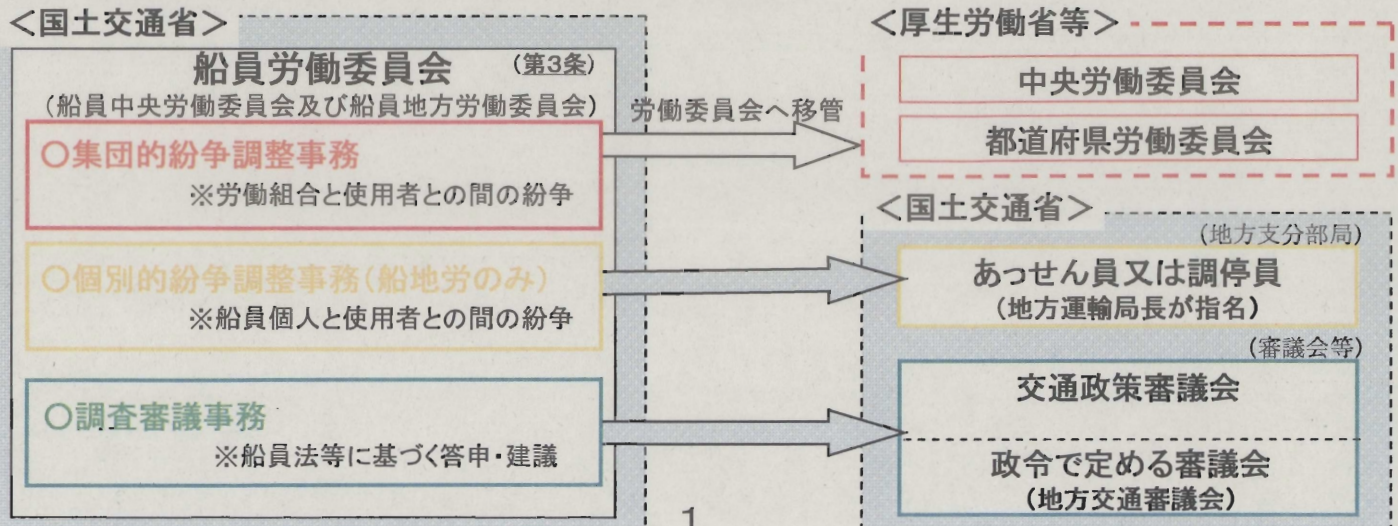 ＜国土交通省＞
船員労働委員会 (第3条)
(船員中央労働委員会及び船員地方労働委員会)
○集団的紛争調整事務
※労働組合と使用者との間の紛争
○個別的紛争調整事務(船地労のみ)
※船員個人と使用者との間の紛争
○調査審議事務
※船員法等に基づく答申・建議
労働委員会へ移管
＜厚生労働省等＞
中央労働委員会
都道府県労働委員会
＜国土交通省＞
(地方支分部局)
あっせん員又は調停員
(地方運輸局長が指名)
(審議会等)
交通政策審議会
政令で定める審議会
(地方交通審議会)
1